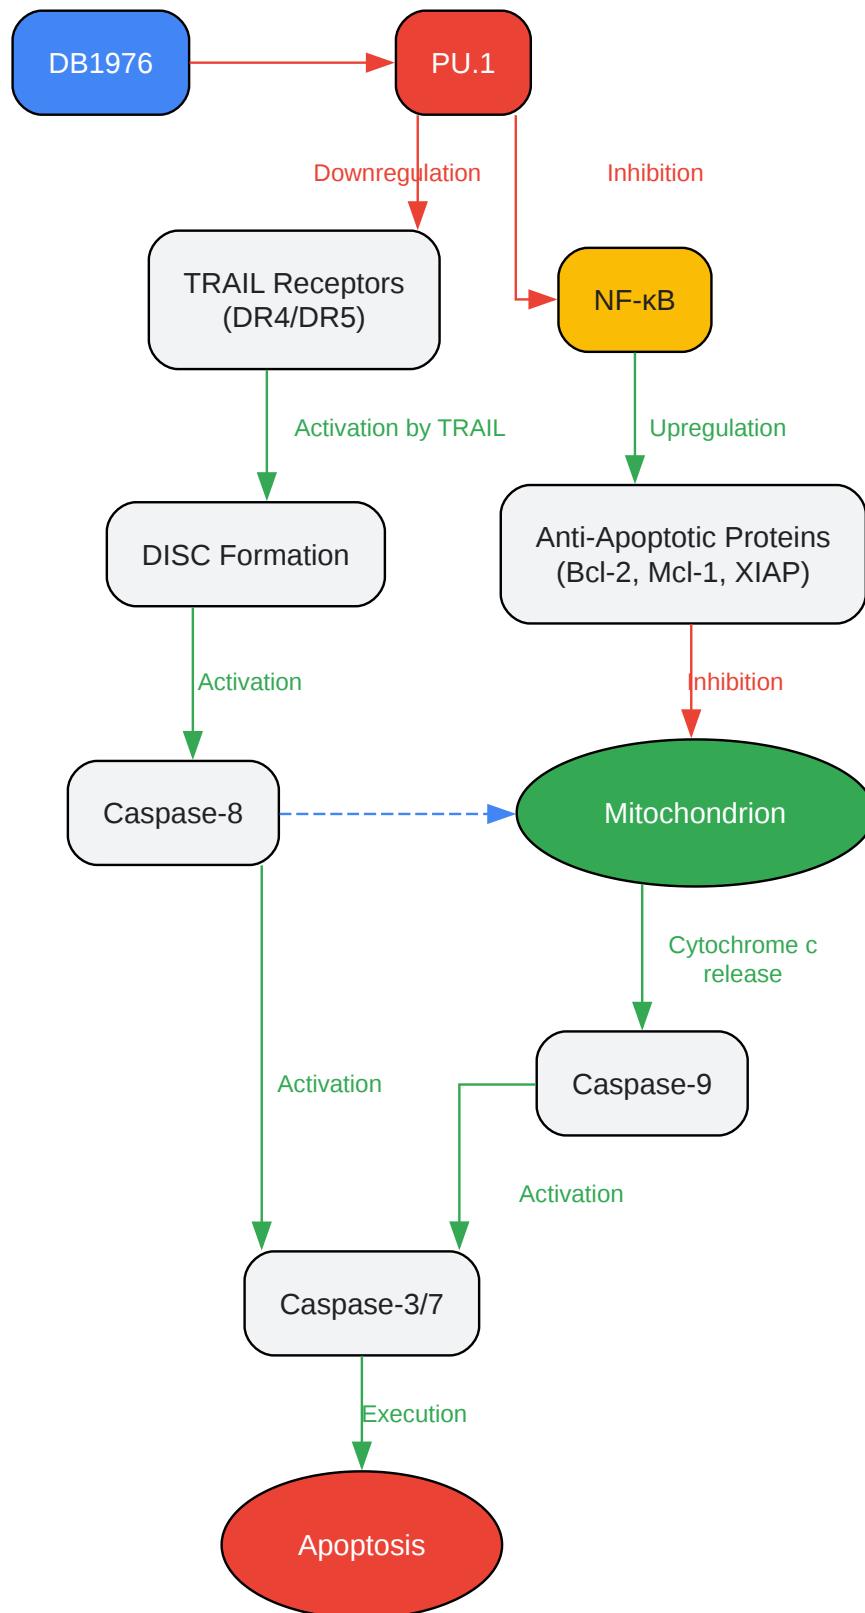 DB1976
PU.1
Downregulation
Inhibition
TRAIL Receptors
(DR4/DR5)
NF-κB
Activation by TRAIL
Upregulation
DISC Formation
Anti-Apoptotic Proteins
(Bcl-2, Mcl-1, XIAP)
Activation
Inhibition
Caspase-8
Mitochondrion
Cytochrome c
release
Activation
Caspase-9
Activation
Caspase-3/7
Execution
Apoptosis